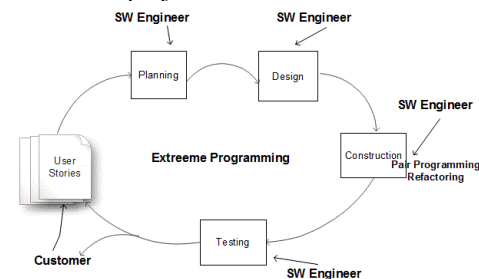 SW Engineer
SW Engineer
Planning
Design
SW Engineer
Construction
Pair Programming
Refactoring
Extreeme Programming
User
Stories
Testing
Customer
SW Engineer